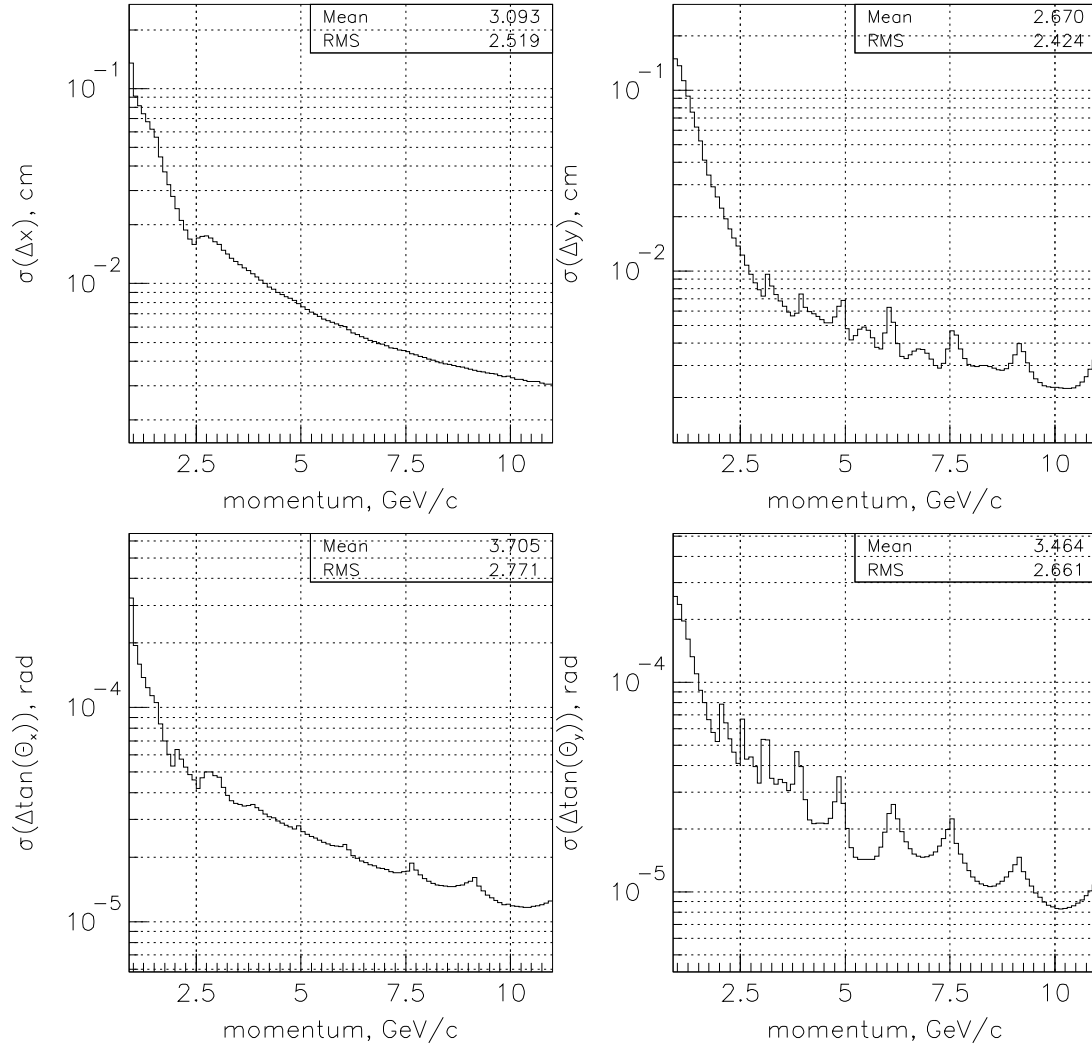 Mean 3.093
RMS 2.519
10⁻¹
10⁻²
σ(Δx), cm
2.5 5 7.5 10
momentum, GeV/c
Mean 2.670
RMS 2.424
10⁻¹
10⁻²
σ(Δy), cm
2.5 5 7.5 10
momentum, GeV/c
Mean 3.705
RMS 2.771
10⁻⁴
10⁻⁵
σ(Δtan(Θₓ)), rad
2.5 5 7.5 10
momentum, GeV/c
Mean 3.464
RMS 2.661
10⁻⁴
10⁻⁵
σ(Δtan(Θ_y)), rad
2.5 5 7.5 10
momentum, GeV/c